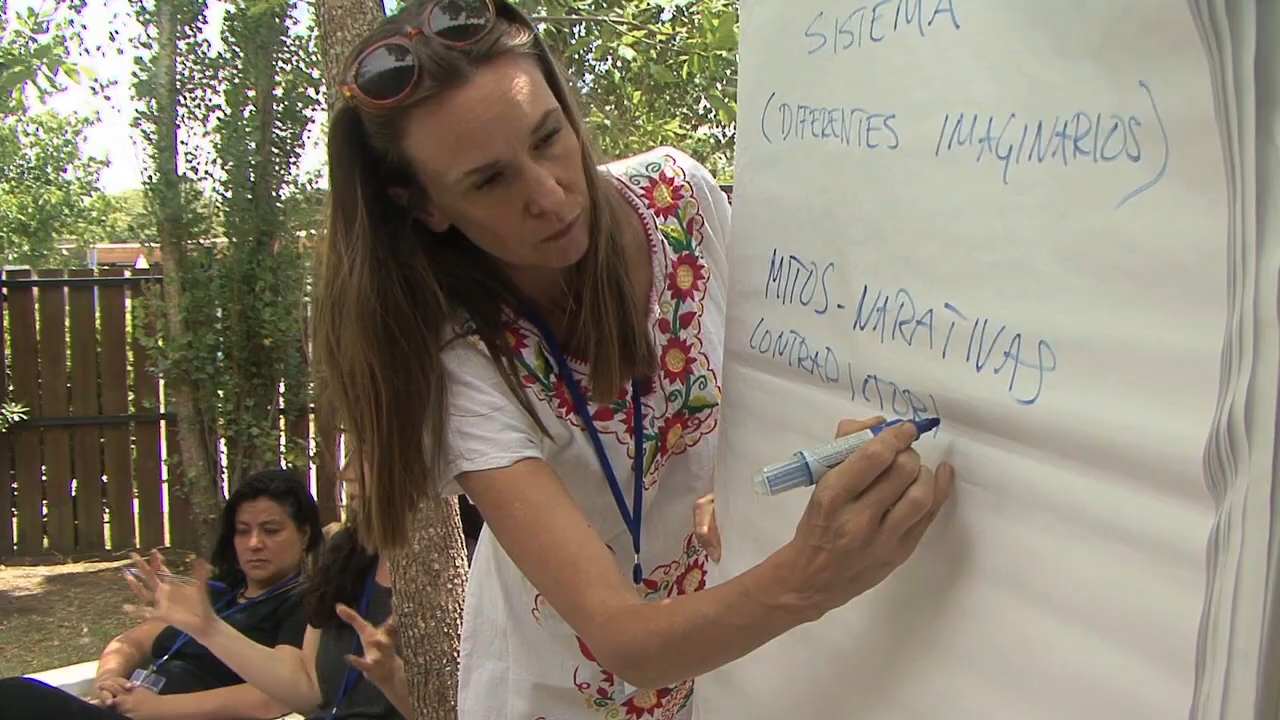 SISTEMA
(DIFERENTES IMAGINARIOS)
MITOS-NARATIVAS
CONTRADICTORI